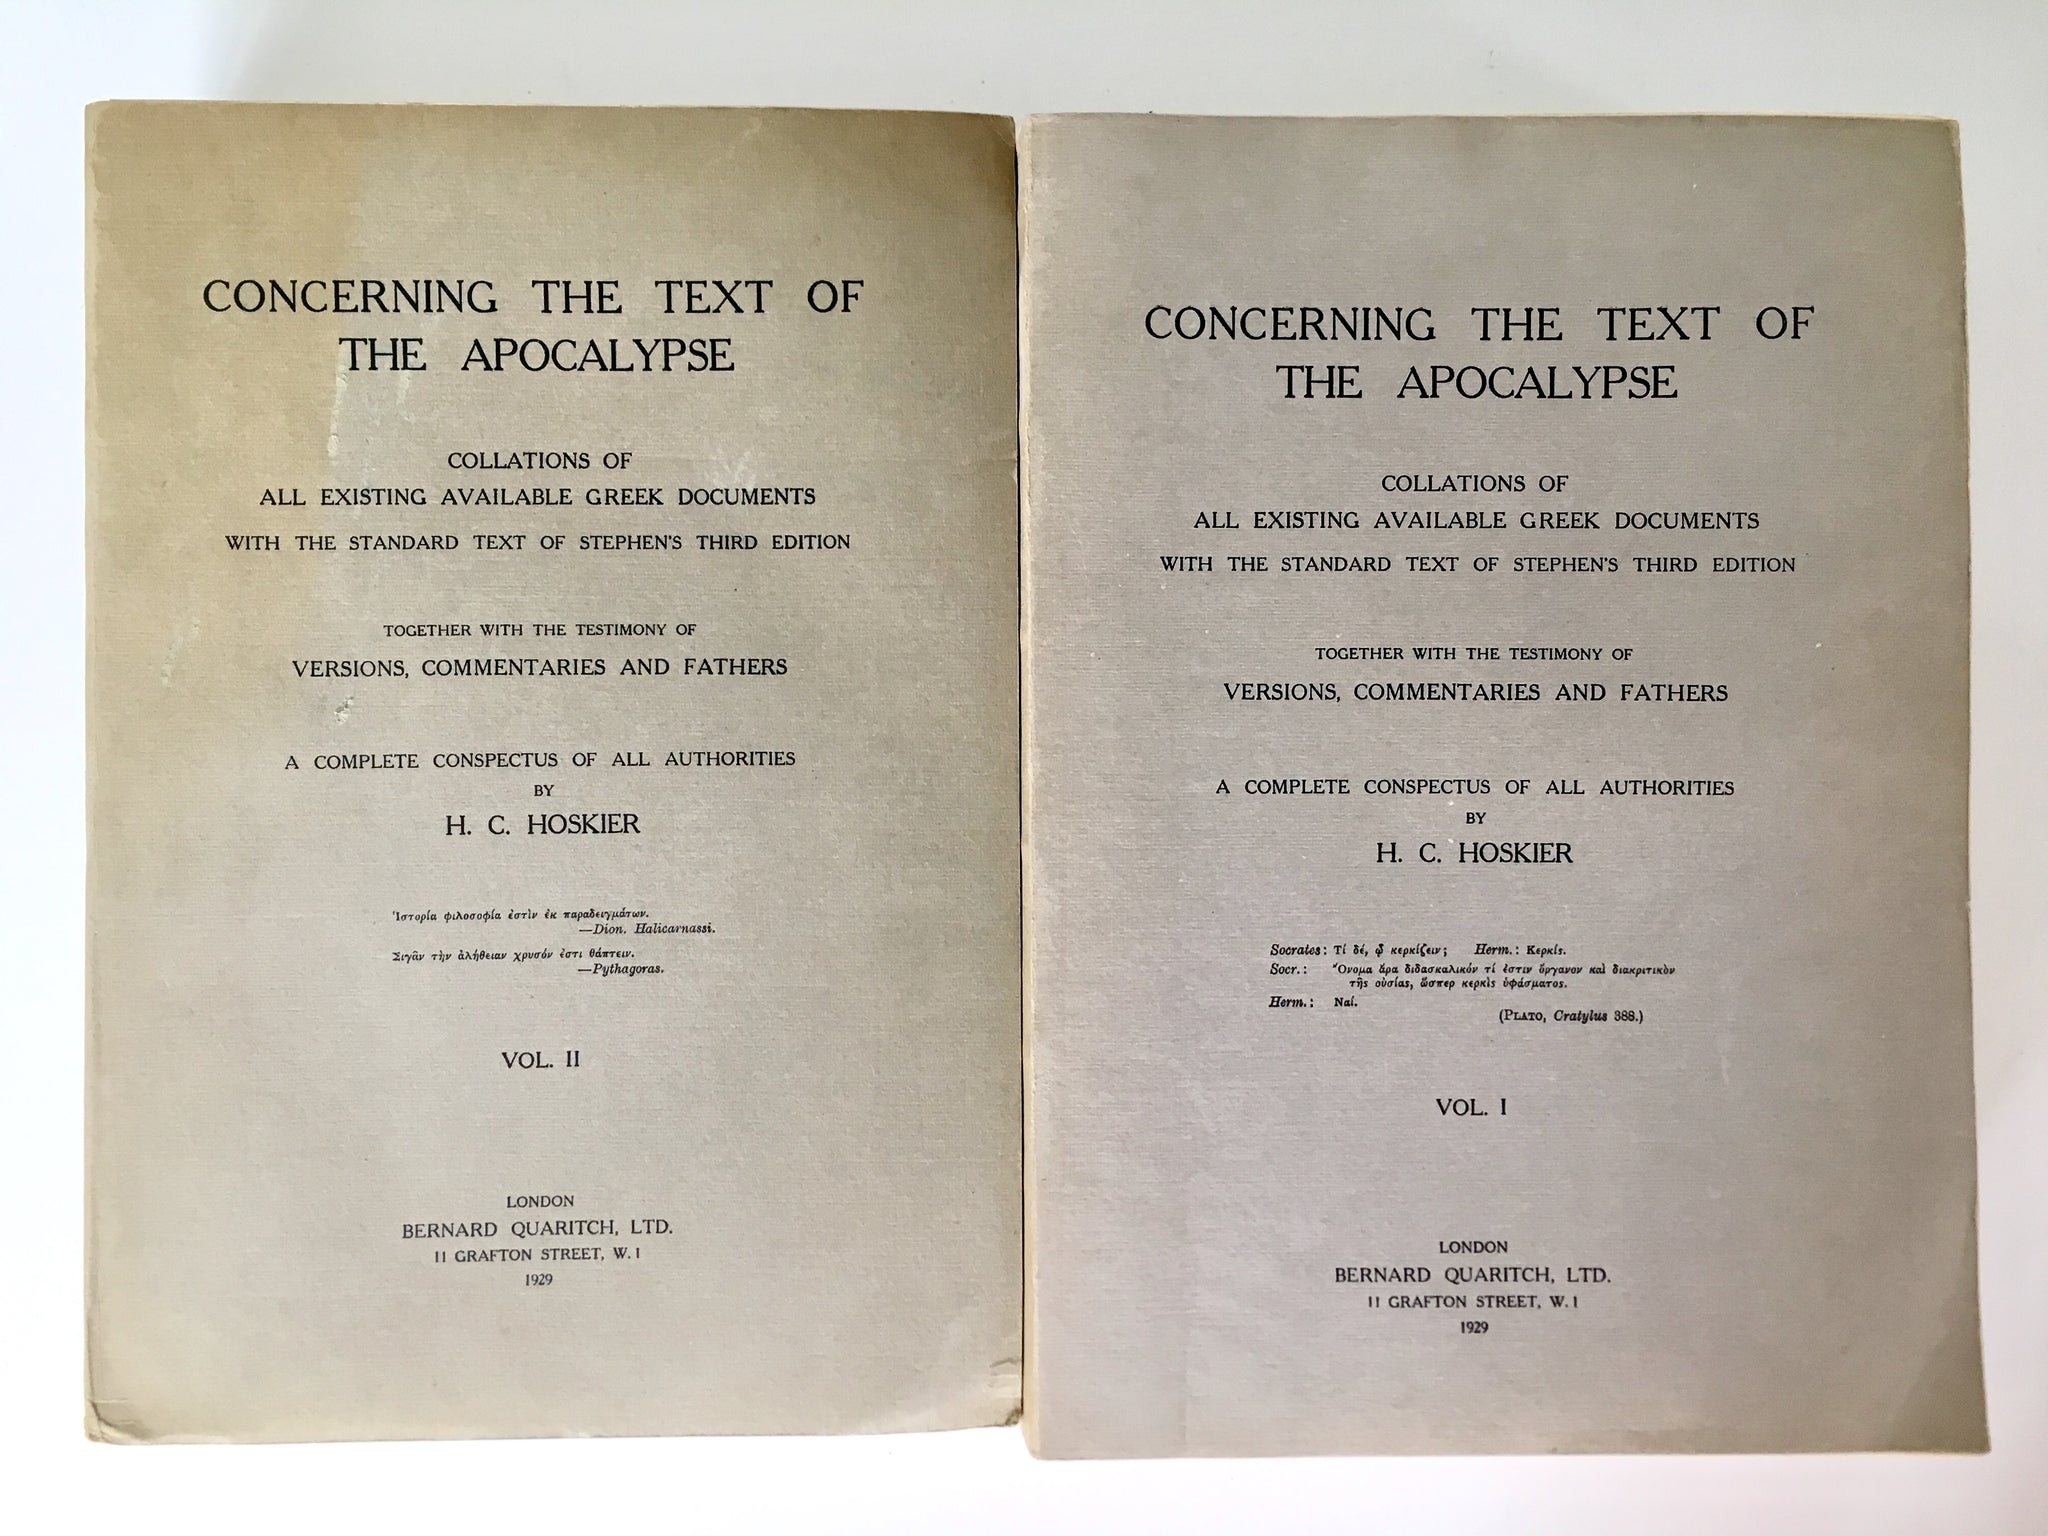 CONCERNING THE TEXT OF
THE APOCALYPSE
COLLATIONS OF
ALL EXISTING AVAILABLE GREEK DOCUMENTS
WITH THE STANDARD TEXT OF STEPHEN'S THIRD EDITION
TOGETHER WITH THE TESTIMONY OF
VERSIONS, COMMENTARIES AND FATHERS
A COMPLETE CONSPECTUS OF ALL AUTHORITIES
BY
H. C. HOSKIER
Ἱστορία φιλοσοφία ἐστὶν ἐκ παραδειγμάτων.
—Dion. Halicarnassi.
Σιγᾶν τὴν ἀλήθειαν χρυσόν ἐστι θάπτειν.
—Pythagoras.
VOL. II
LONDON
BERNARD QUARITCH, LTD.
11 GRAFTON STREET, W. 1
1929
CONCERNING THE TEXT OF
THE APOCALYPSE
COLLATIONS OF
ALL EXISTING AVAILABLE GREEK DOCUMENTS
WITH THE STANDARD TEXT OF STEPHEN'S THIRD EDITION
TOGETHER WITH THE TESTIMONY OF
VERSIONS, COMMENTARIES AND FATHERS
A COMPLETE CONSPECTUS OF ALL AUTHORITIES
BY
H. C. HOSKIER
Socrates: Τί δέ, ᾧ κερκίζειν; Herm.: Κερκίς.
Socr.: Ὄνομα ἄρα διδασκαλικόν τί ἐστιν ὄργανον καὶ διακριτικὸν
τῆς οὐσίας, ὥσπερ κερκὶς ὑφάσματος.
Herm.: Ναί.
(PLATO, Cratylus 388.)
VOL. I
LONDON
BERNARD QUARITCH, LTD.
11 GRAFTON STREET, W. 1
1929